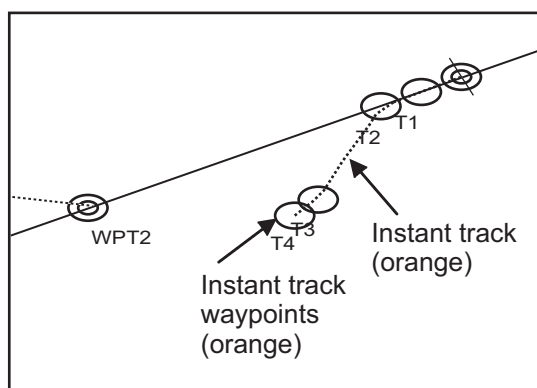 T1
T2
T3
T4
WPT2
Instant track
(orange)
Instant track
waypoints
(orange)